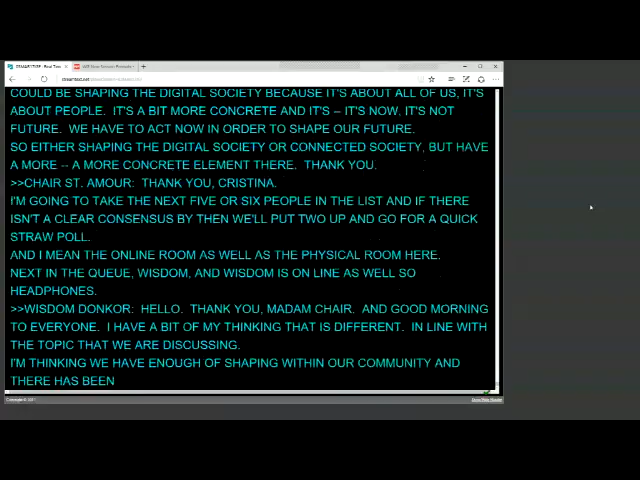 COULD BE SHAPING THE DIGITAL SOCIETY BECAUSE IT'S ABOUT ALL OF US, IT'S
ABOUT PEOPLE.  IT'S A BIT MORE CONCRETE AND IT'S -- IT'S NOW, IT'S NOT
FUTURE.  WE HAVE TO ACT NOW IN ORDER TO SHAPE OUR FUTURE.
SO EITHER SHAPING THE DIGITAL SOCIETY OR CONNECTED SOCIETY, BUT HAVE
A MORE -- A MORE CONCRETE ELEMENT THERE.  THANK YOU.
>>CHAIR ST. AMOUR:  THANK YOU, CRISTINA.
I'M GOING TO TAKE THE NEXT FIVE OR SIX PEOPLE IN THE LIST AND IF THERE
ISN'T A CLEAR CONSENSUS BY THEN WE'LL PUT TWO UP AND GO FOR A QUICK
STRAW POLL.
AND I MEAN THE ONLINE ROOM AS WELL AS THE PHYSICAL ROOM HERE.
NEXT IN THE QUEUE, WISDOM, AND WISDOM IS ON LINE AS WELL SO
HEADPHONES.
>>WISDOM DONKOR:  HELLO.  THANK YOU, MADAM CHAIR.  AND GOOD MORNING
TO EVERYONE.  I HAVE A BIT OF MY THINKING THAT IS DIFFERENT.  IN LINE WITH
THE TOPIC THAT WE ARE DISCUSSING.
I'M THINKING WE HAVE ENOUGH OF SHAPING WITHIN OUR COMMUNITY AND
THERE HAS BEEN